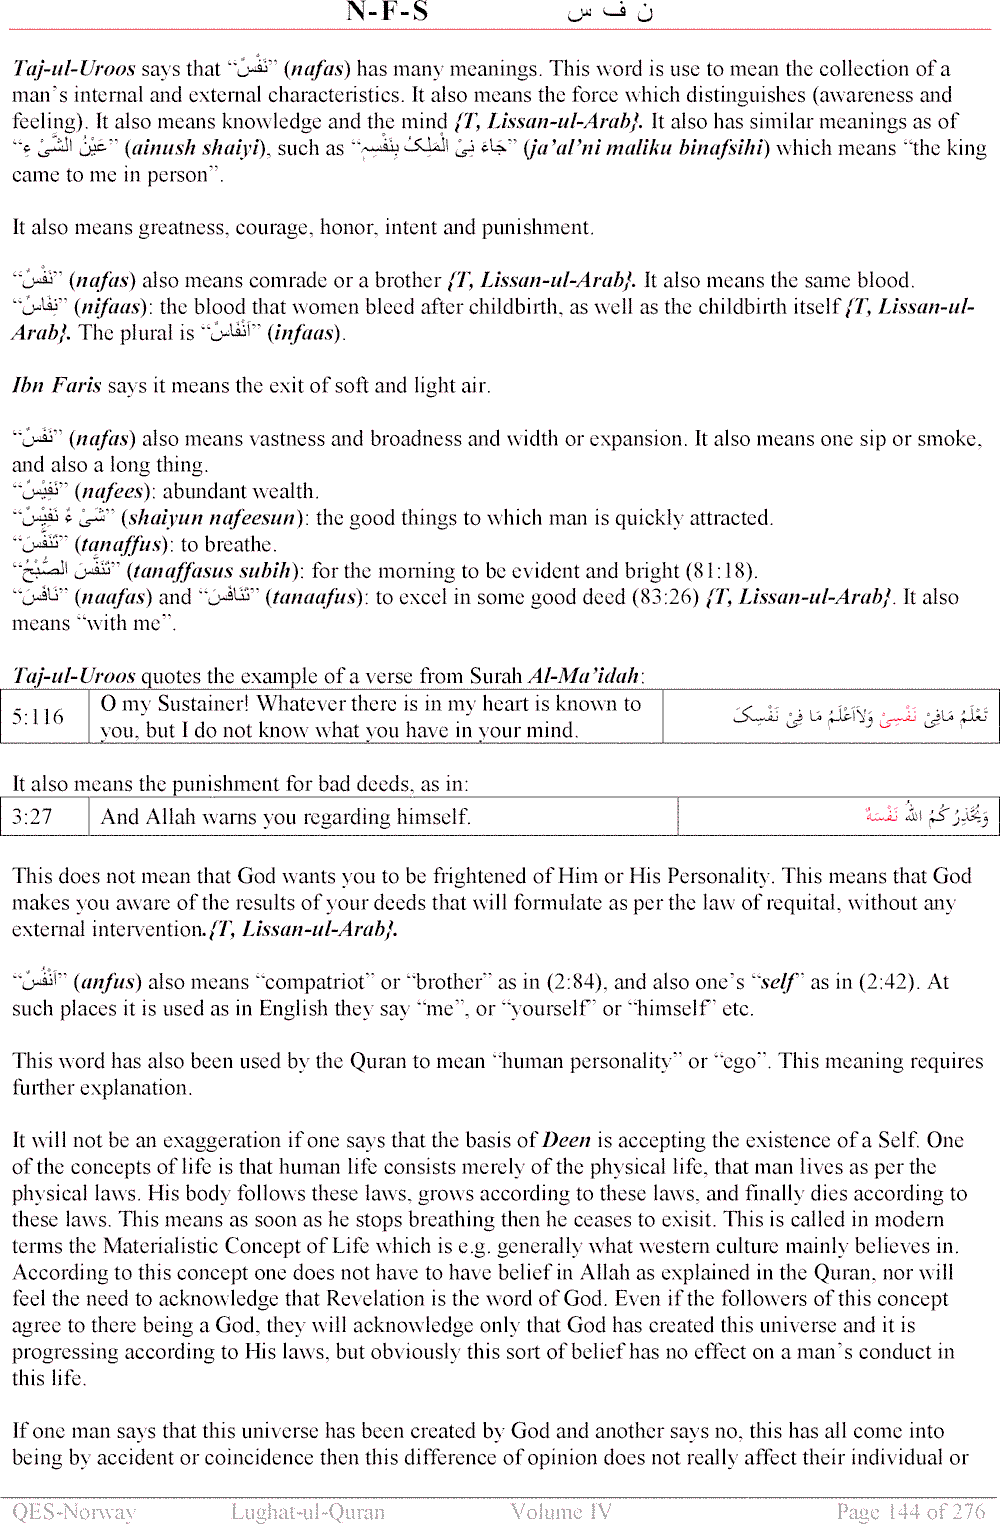 N-F-S ن ف س
Taj-ul-Uroos says that “نَفْسٌ” (nafas) has many meanings. This word is use to mean the collection of a
man’s internal and external characteristics. It also means the force which distinguishes (awareness and
feeling). It also means knowledge and the mind {T, Lissan-ul-Arab}. It also has similar meanings as of
“عَيْنُ الشَّىْ ءِ” (ainush shaiyi), such as “جَاءَ نِىْ الْمَلِکُ بِنَفْسِہٖ” (ja’al’ni maliku binafsihi) which means “the king
came to me in person”.
It also means greatness, courage, honor, intent and punishment.
“نَفْسٌ” (nafas) also means comrade or a brother {T, Lissan-ul-Arab}. It also means the same blood.
“نِفَاسٌ” (nifaas): the blood that women bleed after childbirth, as well as the childbirth itself {T, Lissan-ul-
Arab}. The plural is “اَنْفَاسٌ” (infaas).
Ibn Faris says it means the exit of soft and light air.
“نَفَسٌ” (nafas) also means vastness and broadness and width or expansion. It also means one sip or smoke,
and also a long thing.
“نَفِيْسٌ” (nafees): abundant wealth.
“شَىْ ءٌ نَفِيْسٌ” (shaiyun nafeesun): the good things to which man is quickly attracted.
“تَنَفَّسَ” (tanaffus): to breathe.
“تَنَفَّسَ الصُّبْحُ” (tanaffasus subih): for the morning to be evident and bright (81:18).
“نَافَسَ” (naafas) and “تَنَافَسَ” (tanaafus): to excel in some good deed (83:26) {T, Lissan-ul-Arab}. It also
means “with me”.
Taj-ul-Uroos quotes the example of a verse from Surah Al-Ma’idah:
5:116 O my Sustainer! Whatever there is in my heart is known to
you, but I do not know what you have in your mind. تَعْلَمُ مَافِىْ نَفْسِىْ وَلَآاَعْلَمُ مَا فِىْ نَفْسِکَ
It also means the punishment for bad deeds, as in:
3:27 And Allah warns you regarding himself. وَيُحَذِّرُ كُمُ اللّٰهُ نَفْسَهٗ
This does not mean that God wants you to be frightened of Him or His Personality. This means that God
makes you aware of the results of your deeds that will formulate as per the law of requital, without any
external intervention.{T, Lissan-ul-Arab}.
“اَنْفُسٌ” (anfus) also means “compatriot” or “brother” as in (2:84), and also one’s “self” as in (2:42). At
such places it is used as in English they say “me”, or “yourself” or “himself” etc.
This word has also been used by the Quran to mean “human personality” or “ego”. This meaning requires
further explanation.
It will not be an exaggeration if one says that the basis of Deen is accepting the existence of a Self. One
of the concepts of life is that human life consists merely of the physical life, that man lives as per the
physical laws. His body follows these laws, grows according to these laws, and finally dies according to
these laws. This means as soon as he stops breathing then he ceases to exisit. This is called in modern
terms the Materialistic Concept of Life which is e.g. generally what western culture mainly believes in.
According to this concept one does not have to have belief in Allah as explained in the Quran, nor will
feel the need to acknowledge that Revelation is the word of God. Even if the followers of this concept
agree to there being a God, they will acknowledge only that God has created this universe and it is
progressing according to His laws, but obviously this sort of belief has no effect on a man’s conduct in
this life.
If one man says that this universe has been created by God and another says no, this has all come into
being by accident or coincidence then this difference of opinion does not really affect their individual or
QES-Norway Lughat-ul-Quran Volume IV Page 144 of 276